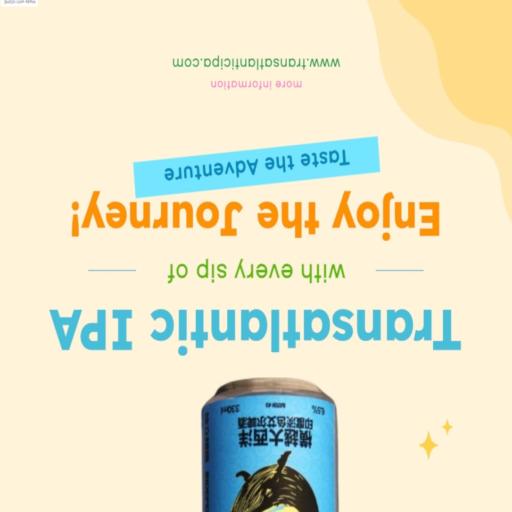 横越大西洋
印度淡色艾尔啤酒
6.5%
330ml
Transatlantic IPA
with every sip of
Enjoy the Journey!
Taste the Adventure
more information
www.transatlanticipa.com